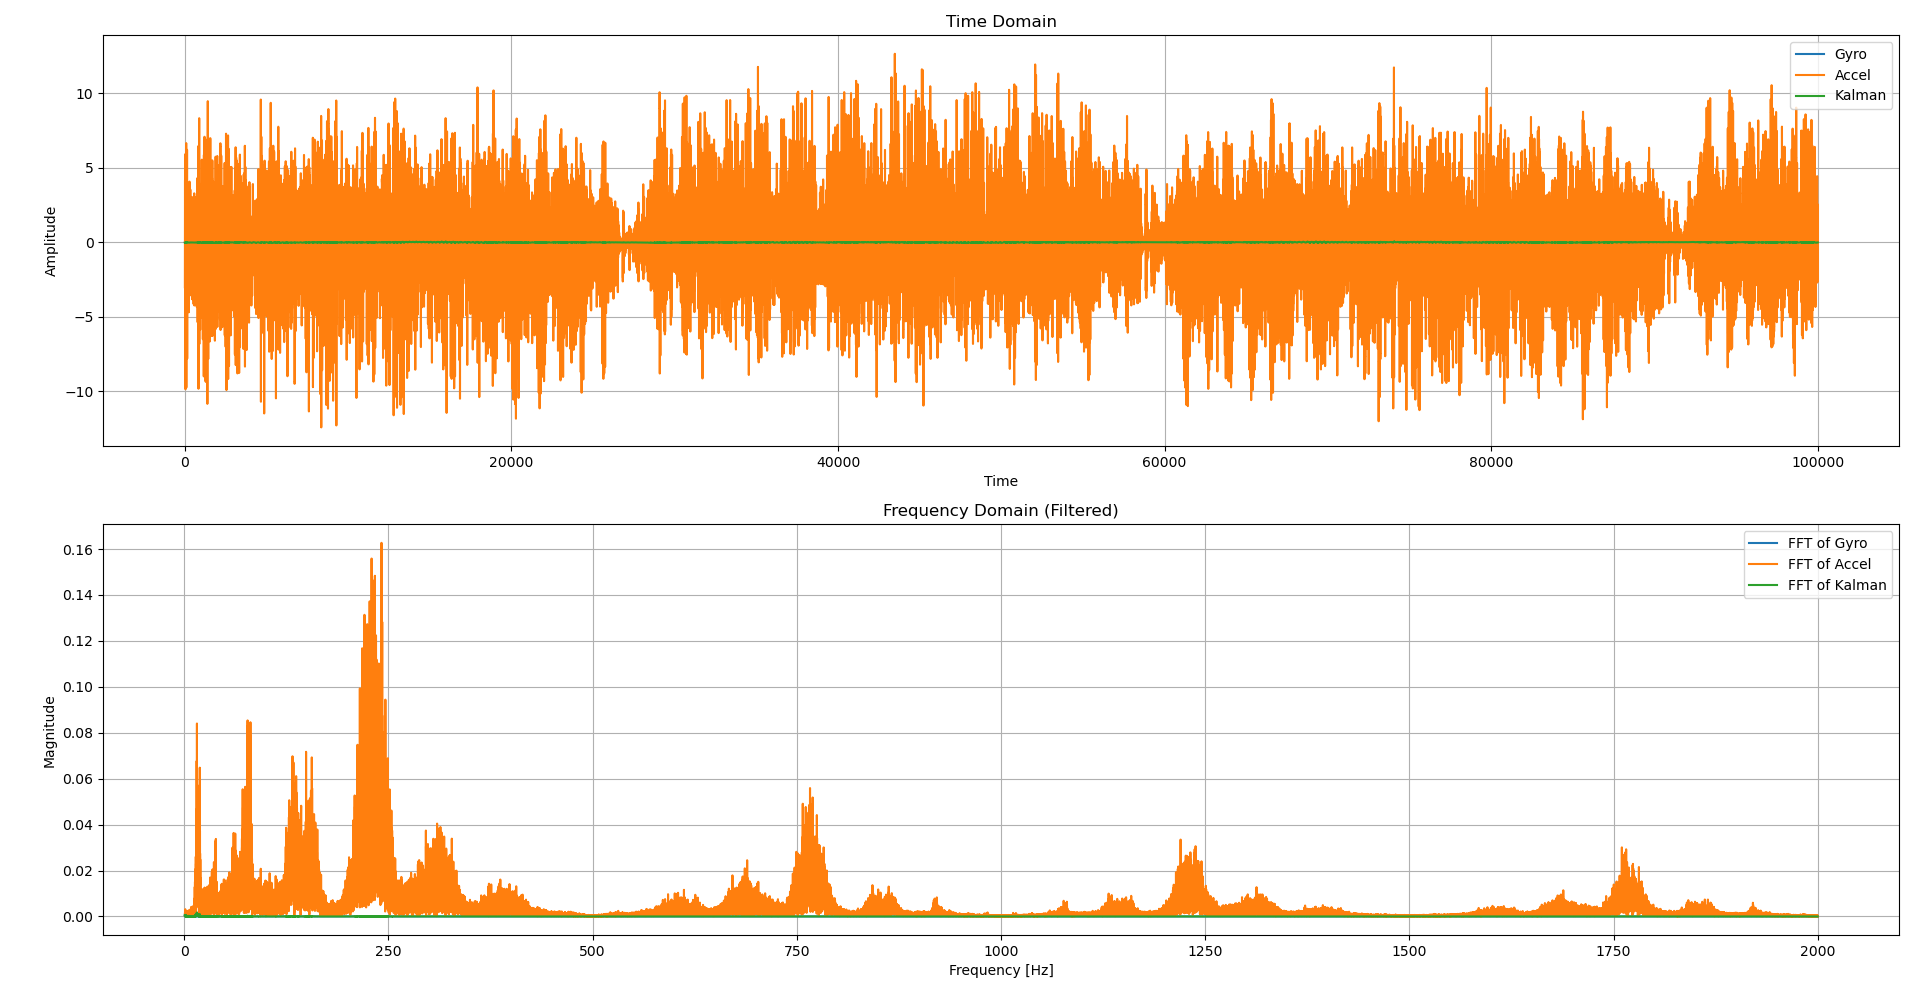 Time Domain
Gyro
Accel
Kalman
10
5
0
−5
−10
Amplitude
0 20000 40000 60000 80000 100000
Time
Frequency Domain (Filtered)
FFT of Gyro
FFT of Accel
FFT of Kalman
0.16
0.14
0.12
0.10
0.08
0.06
0.04
0.02
0.00
Magnitude
0 250 500 750 1000 1250 1500 1750 2000
Frequency [Hz]